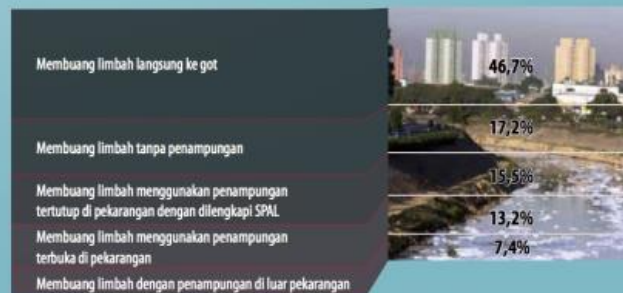 Membuang limbah langsung ke got
46,7%
Membuang limbah tanpa penampungan
17,2%
Membuang limbah menggunakan penampungan
tertutup di pekarangan dengan dilengkapi SPAL
15,5%
Membuang limbah menggunakan penampungan
terbuka di pekarangan
13,2%
Membuang limbah dengan penampungan di luar pekarangan
7,4%